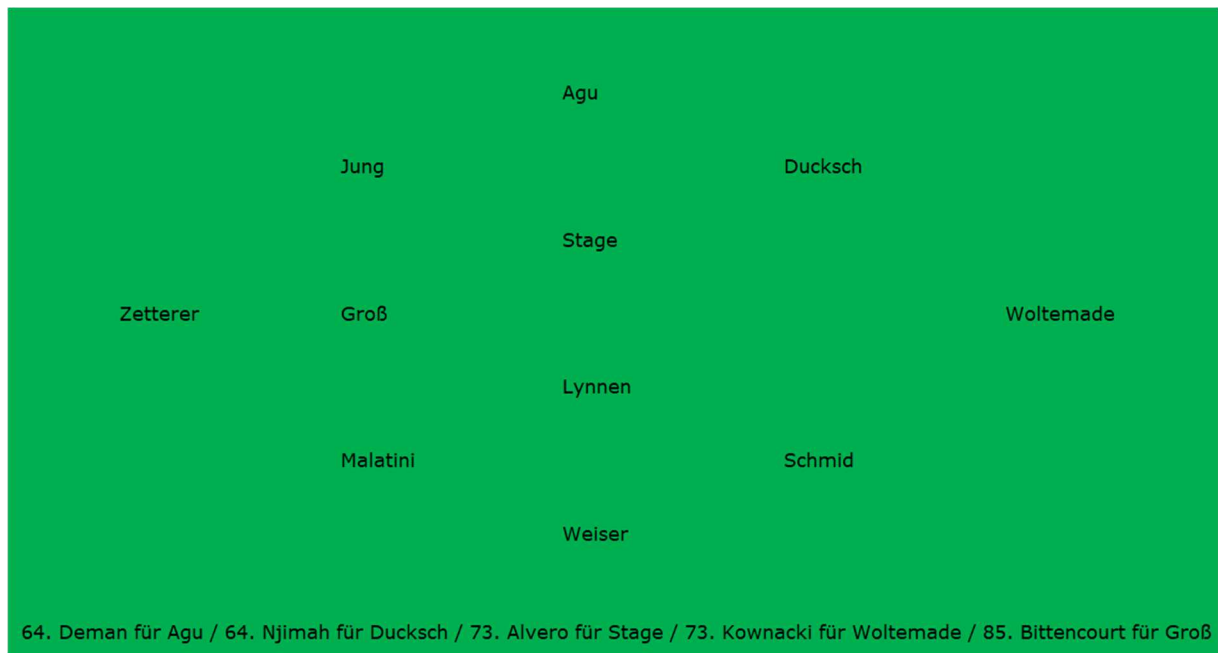 Agu
Jung Ducksch
Stage
Zetterer Groß Woltemade
Lynnen
Malatini Schmid
Weiser
64. Deman für Agu / 64. Njimah für Ducksch / 73. Alvero für Stage / 73. Kownacki für Woltemade / 85. Bittencourt für Groß